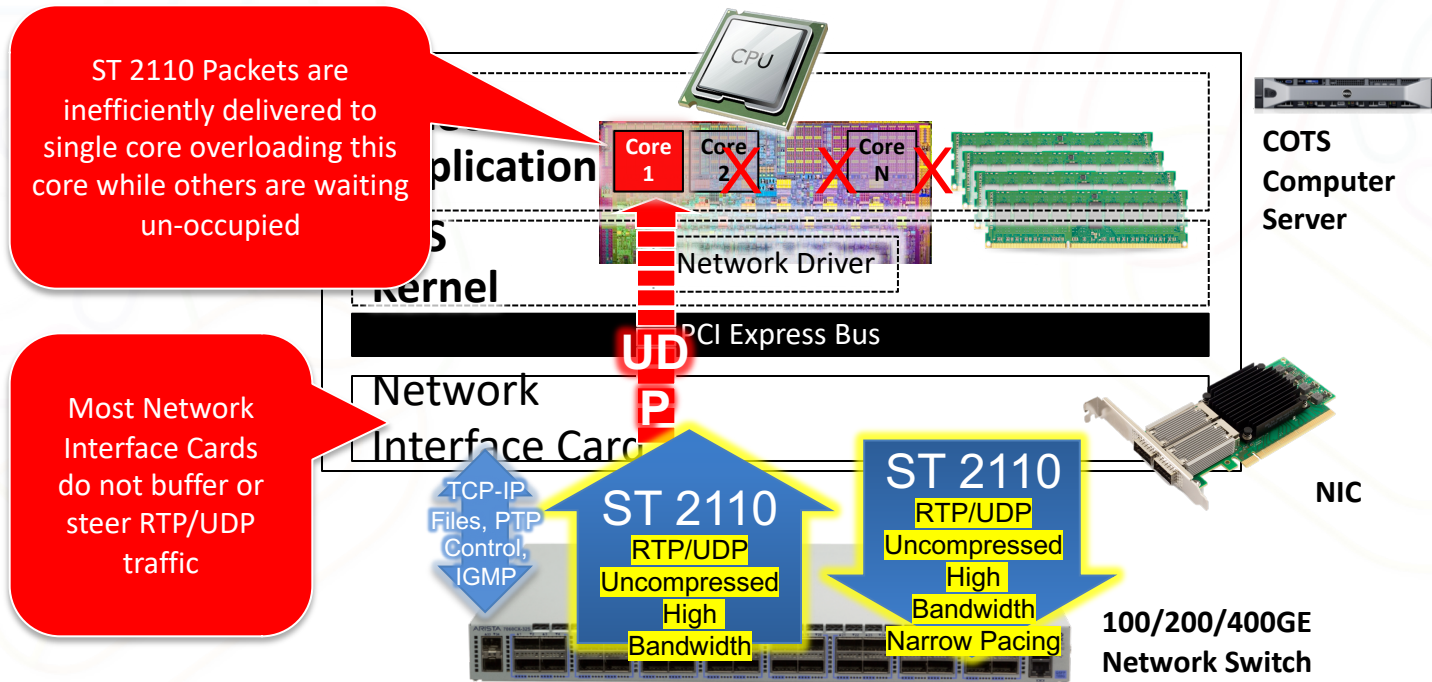 ST 2110 Packets are
inefficiently delivered to
single core overloading this
core while others are waiting
un-occupied
CPU
plication
Core
1
Core
2
X
X
Core
N
X
COTS
Computer
Server
S
Kernel
Network Driver
PCI Express Bus
UD
P
Most Network
Interface Cards
do not buffer or
steer RTP/UDP
traffic
Network
Interface Card
NIC
TCP-IP
Files, PTP
Control,
IGMP
ST 2110
RTP/UDP
Uncompressed
High
Bandwidth
ST 2110
RTP/UDP
Uncompressed
High
Bandwidth
Narrow Pacing
ARISTA
100/200/400GE
Network Switch